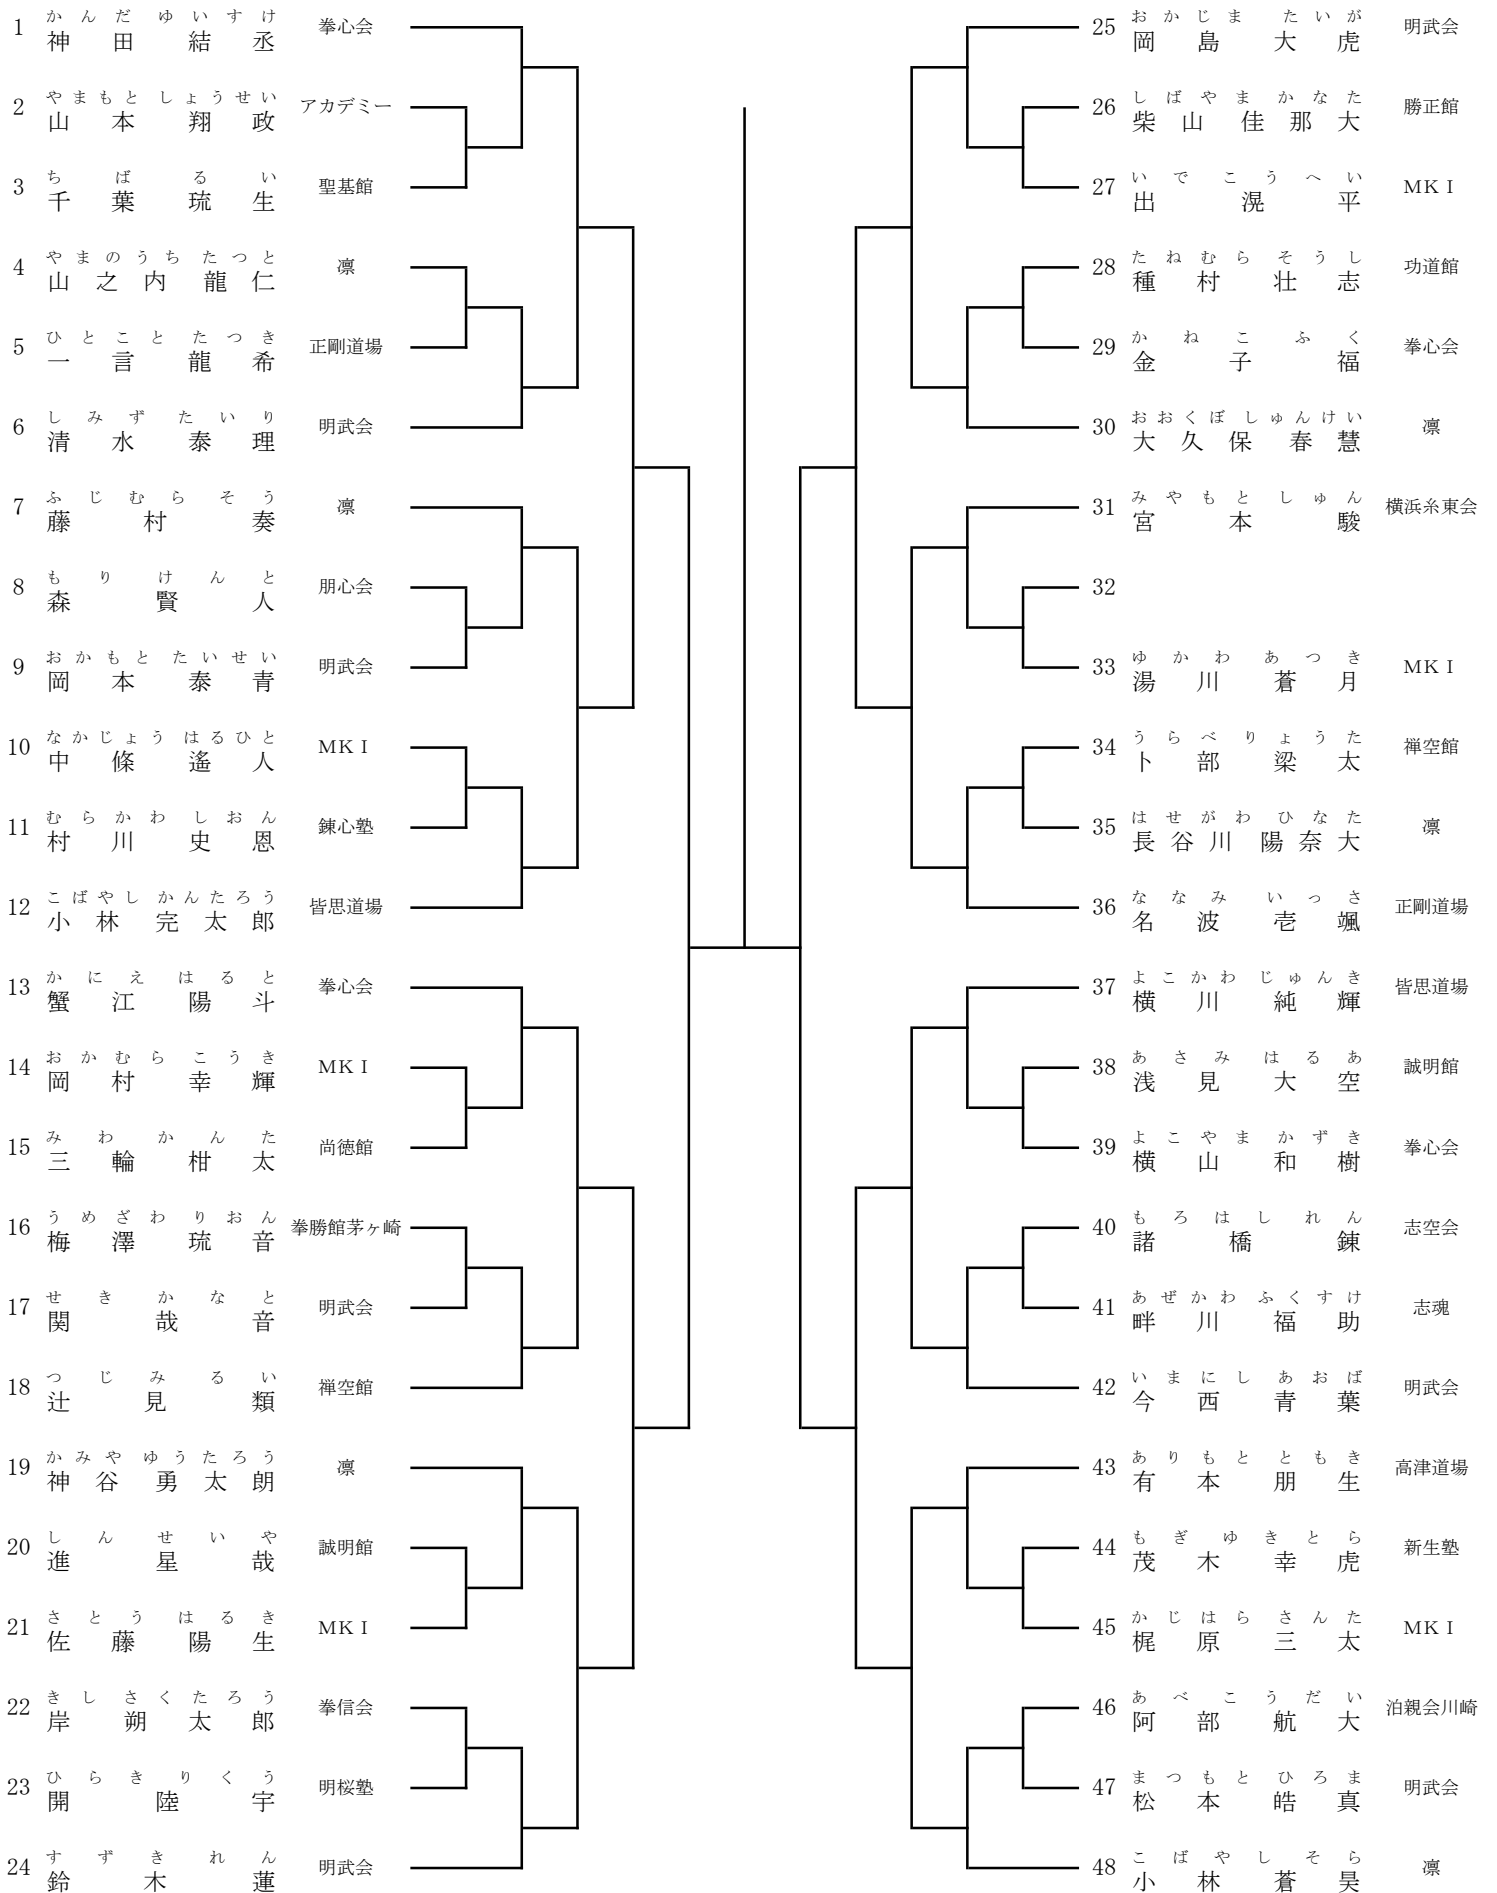 かんだ ゆいすけ
1 神田 結丞 拳心会
やまもと しょうせい
2 山本 翔政 アカデミー
ちば るい
3 千葉 琉生 聖基館
やまのうち たつと
4 山之内 龍仁 凛
ひとこと たつき
5 一言 龍希 正剛道場
しみず たいり
6 清水 泰理 明武会
ふじむら そう
7 藤村 奏 凛
もり けんと
8 森 賢人 朋心会
おかもと たいせい
9 岡本 泰青 明武会
なかじょう はるひと
10 中條 遙人 MKI
むらかわ しおん
11 村川 史恩 錬心塾
こばやし かんたろう
12 小林 完太郎 皆思道場
かにえ はると
13 蟹江 陽斗 拳心会
おかむら こうき
14 岡村 幸輝 MKI
みわ かんた
15 三輪 柑太 尚徳館
うめざわ りおん
16 梅澤 琉音 拳勝館茅ヶ崎
せき かなと
17 関 哉音 明武会
つじみ るい
18 辻見 類 禅空館
かみや ゆうたろう
19 神谷 勇太朗 凛
しん せいや
20 進 星哉 誠明館
さとう はるき
21 佐藤 陽生 MKI
きし さくたろう
22 岸 朔太郎 拳信会
ひらき りくう
23 開 陸宇 明桜塾
すずき れん
24 鈴木 蓮 明武会
おかじま たいが
25 岡島 大虎 明武会
しばやま かなた
26 柴山 佳那大 勝正館
いで こうへい
27 出 滉平 MKI
たねむら そうし
28 種村 壮志 功道館
かねこ ふく
29 金子 福 拳心会
おおくぼ しゅんけい
30 大久保 春慧 凛
みやもと しゅん
31 宮本 駿 横浜糸東会
32
ゆかわ あつき
33 湯川 蒼月 MKI
うらべ りょうた
34 卜部 梁太 禅空館
はせがわ ひなた
35 長谷川 陽奈大 凛
ななみ いっさ
36 名波 壱颯 正剛道場
よこかわ じゅんき
37 横川 純輝 皆思道場
あさみ はるあ
38 浅見 大空 誠明館
よこやま かずき
39 横山 和樹 拳心会
もろはし れん
40 諸橋 錬 志空会
あぜかわ ふくすけ
41 畔川 福助 志魂
いまにし あおば
42 今西 青葉 明武会
ありもと ともき
43 有本 朋生 高津道場
もぎ ゆきとら
44 茂木 幸虎 新生塾
かじはら さんた
45 梶原 三太 MKI
あべ こうだい
46 阿部 航大 泊親会川崎
まつもと ひろま
47 松本 皓真 明武会
こばやし そら
48 小林 蒼昊 凛